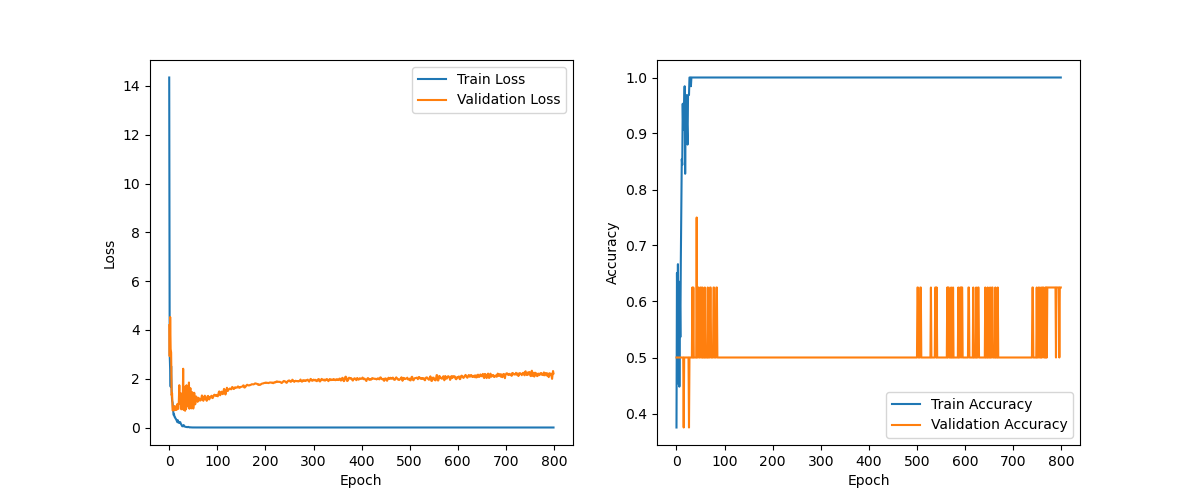 Train Loss
Validation Loss
14
12
10
8
6
4
2
0
Loss
0 100 200 300 400 500 600 700 800
Epoch
1.0
0.9
0.8
0.7
0.6
0.5
0.4
Accuracy
Train Accuracy
Validation Accuracy
0 100 200 300 400 500 600 700 800
Epoch